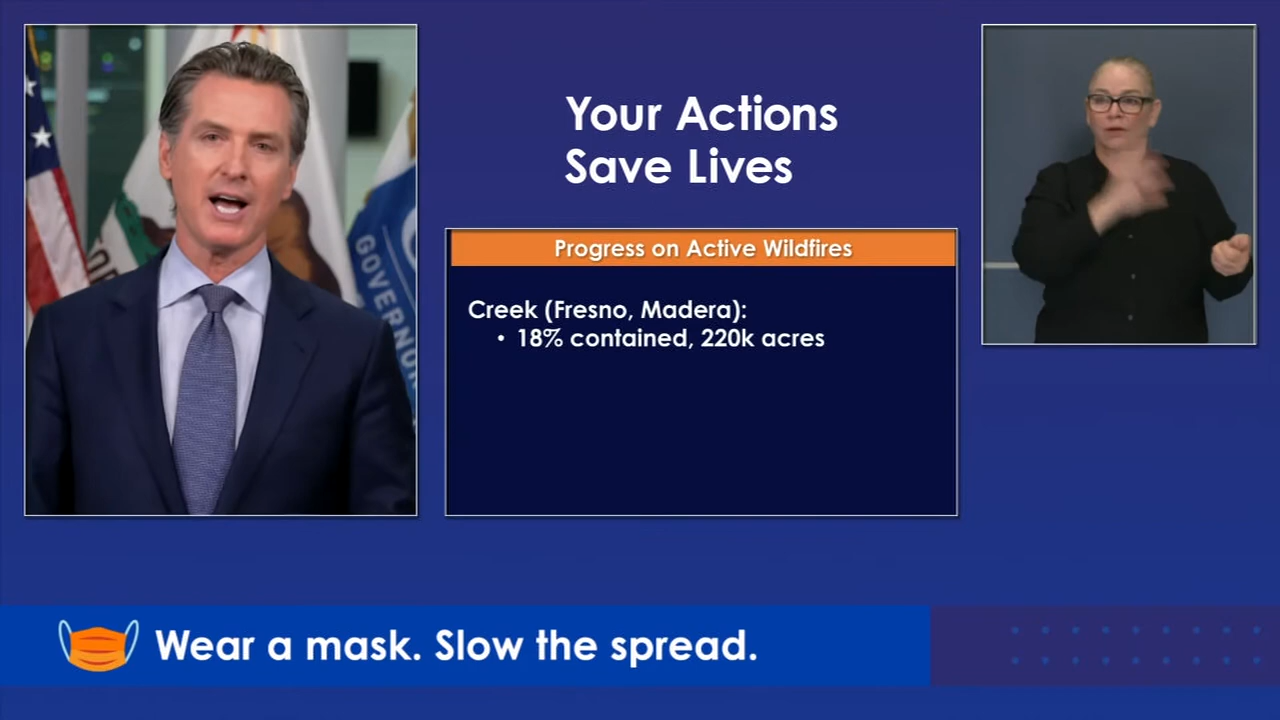 Your Actions
Save Lives
Progress on Active Wildfires
Creek (Fresno, Madera):
• 18% contained, 220k acres
GOVERNOR
Wear a mask. Slow the spread.